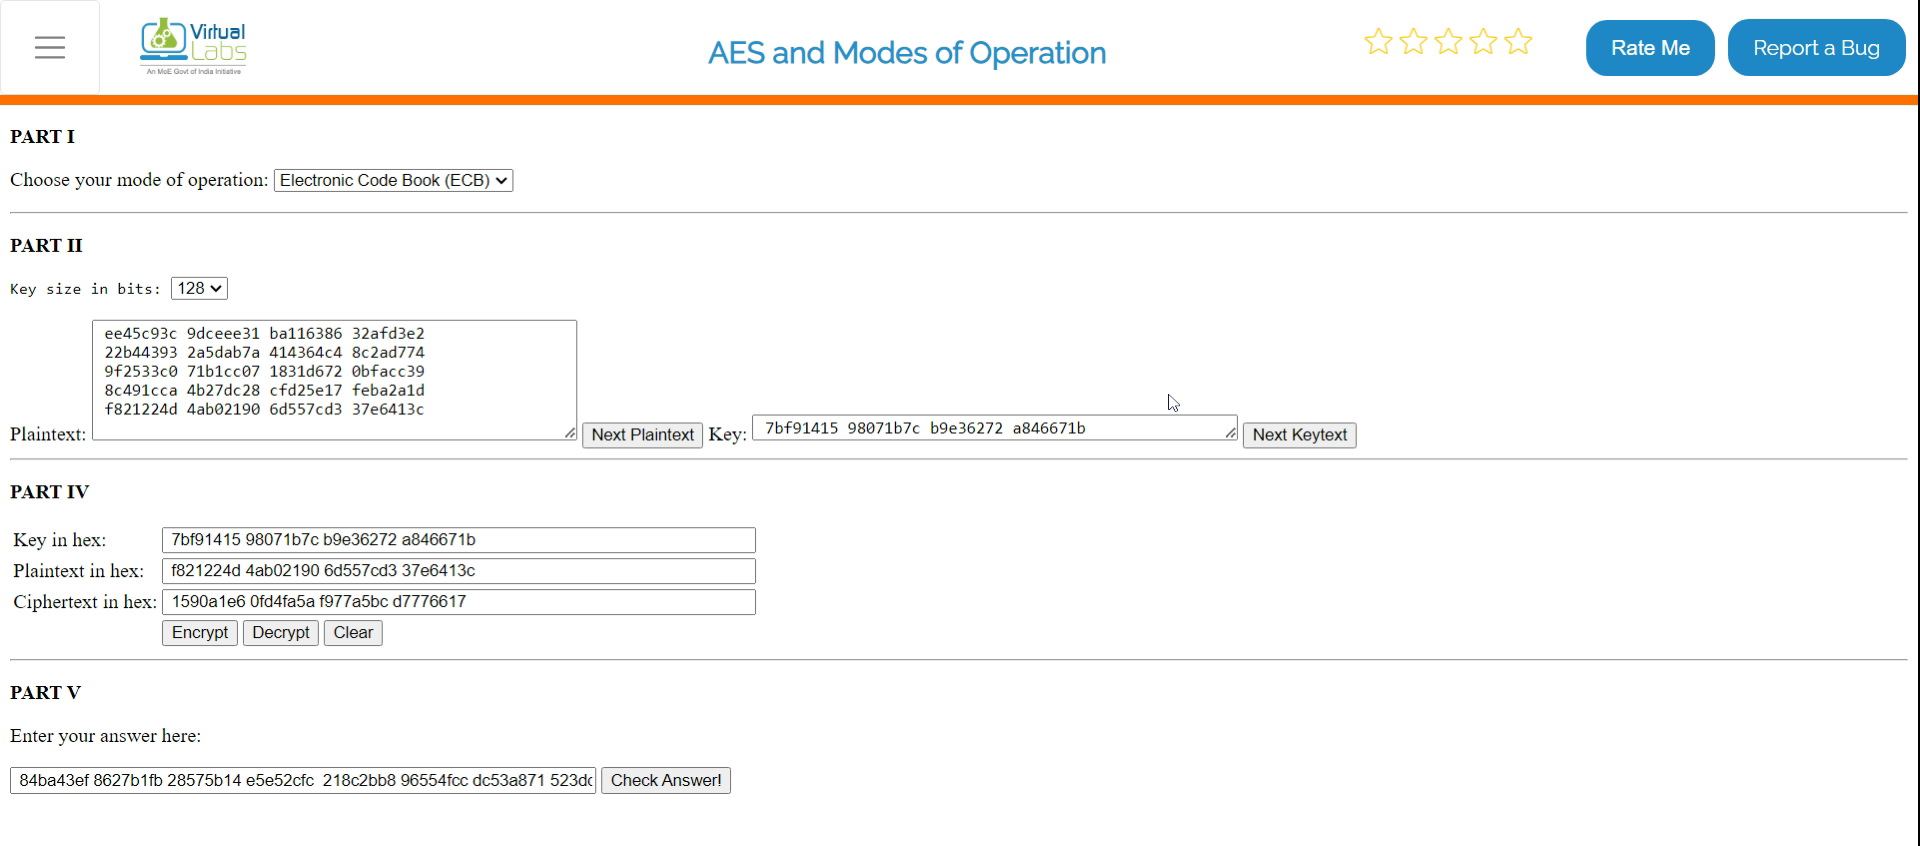 Virtual
Labs
An MoE Govt of India Initiative
AES and Modes of Operation
Rate Me
Report a Bug
PART I
Choose your mode of operation: Electronic Code Book (ECB)
PART II
Key size in bits: 128
ee45c93c 9dceee31 ba116386 32afd3e2
22b44393 2a5dab7a 414364c4 8c2ad774
9f2533c0 71b1cc07 1831d672 0bfacc39
8c491cca 4b27dc28 cfd25e17 feba2a1d
f821224d 4ab02190 6d557cd3 37e6413c
Plaintext: Next Plaintext Key: 7bf91415 98071b7c b9e36272 a846671b Next Keytext
PART IV
Key in hex: 7bf91415 98071b7c b9e36272 a846671b
Plaintext in hex: f821224d 4ab02190 6d557cd3 37e6413c
Ciphertext in hex: 1590a1e6 0fd4fa5a f977a5bc d7776617
Encrypt Decrypt Clear
PART V
Enter your answer here:
84ba43ef 8627b1fb 28575b14 e5e52cfc 218c2bb8 96554fcc dc53a871 523dc Check Answer!